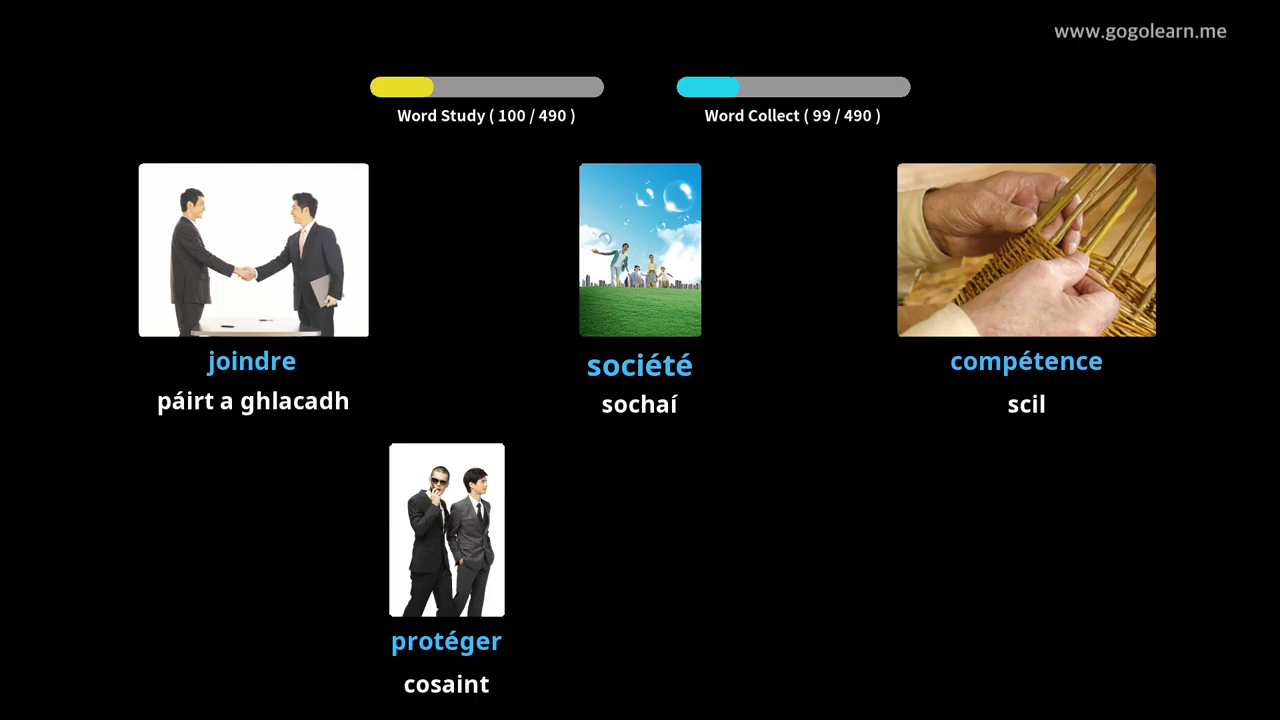 www.gogolearn.me
Word Study ( 100 / 490 )
Word Collect ( 99 / 490 )
joindre
páirt a ghlacadh
société
sochaí
compétence
scil
protéger
cosaint